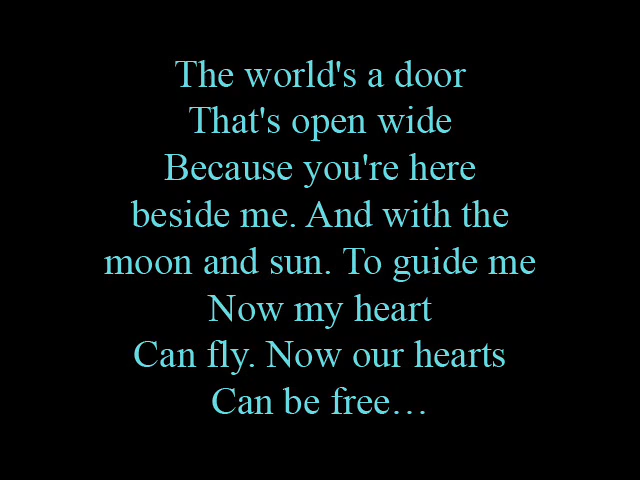 The world's a door
That's open wide
Because you're here
beside me. And with the
moon and sun. To guide me
Now my heart
Can fly. Now our hearts
Can be free…